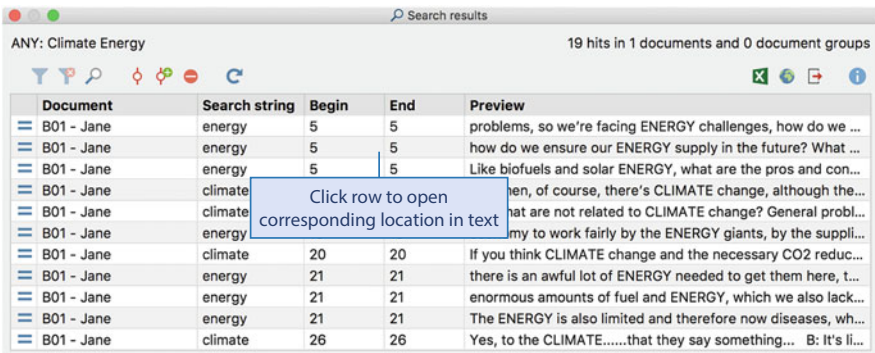 Search results
ANY: Climate Energy 19 hits in 1 documents and 0 document groups
Document Search string Begin End Preview
B01 - Jane energy 5 5 problems, so we're facing ENERGY challenges, how do we ...
B01 - Jane energy 5 5 how do we ensure our ENERGY supply in the future? What ...
B01 - Jane energy 5 5 Like biofuels and solar ENERGY, what are the pros and con...
B01 - Jane climate en, of course, there's CLIMATE change, although the...
B01 - Jane climate at are not related to CLIMATE change? General probl...
B01 - Jane energy my to work fairly by the ENERGY giants, by the suppli...
Click row to open
corresponding location in text
B01 - Jane climate 20 20 If you think CLIMATE change and the necessary CO2 reduc...
B01 - Jane energy 21 21 there is an awful lot of ENERGY needed to get them here, t...
B01 - Jane energy 21 21 enormous amounts of fuel and ENERGY, which we also lack...
B01 - Jane energy 21 21 The ENERGY is also limited and therefore now diseases, wh...
B01 - Jane climate 26 26 Yes, to the CLIMATE......that they say something... B: It's li...